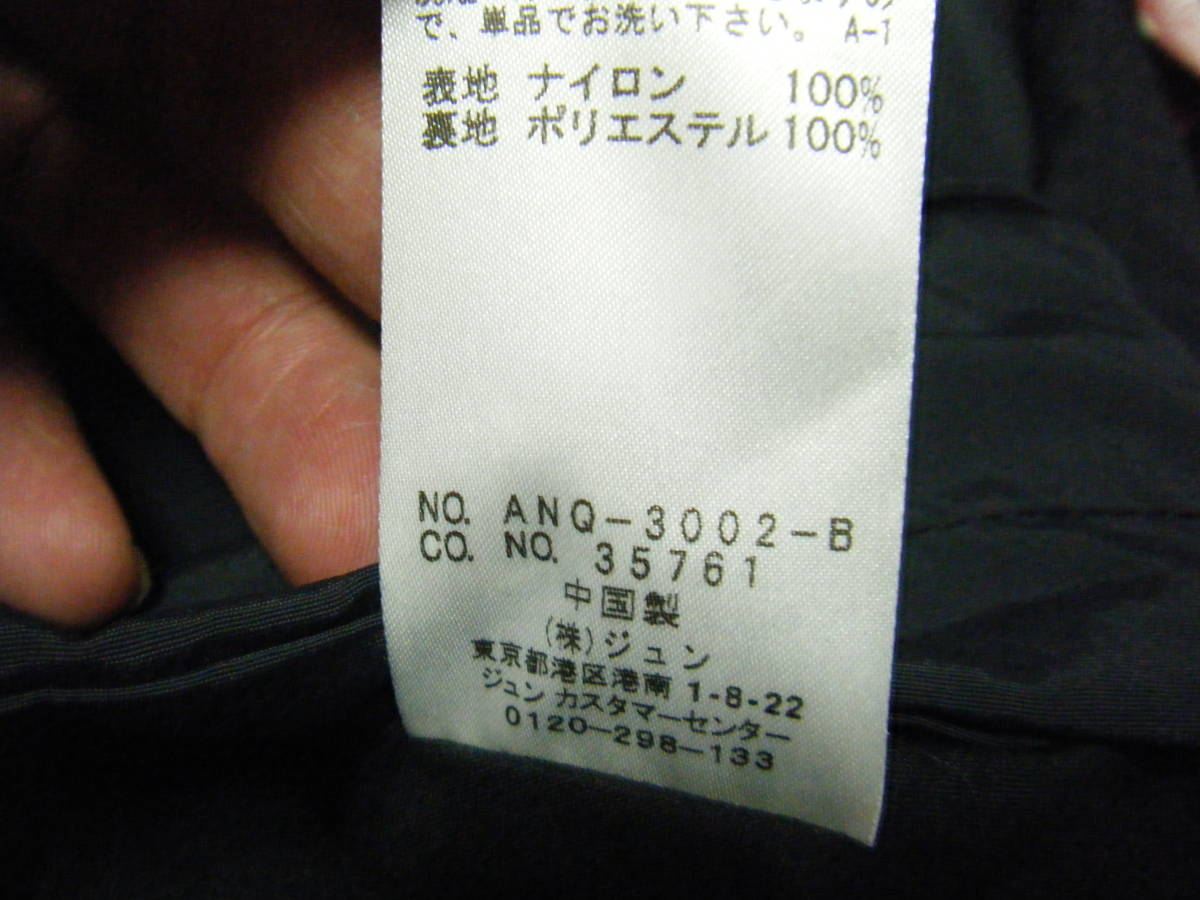 で、単品でお洗い下さい。 A-1
表地 ナイロン 100%
裏地 ポリエステル 100%
NO. ANQ-3002-B
CO. NO. 35761
中国製
(株)ジュン
東京都港区港南 1-8-22
ジュン カスタマーセンター
0120-298-133